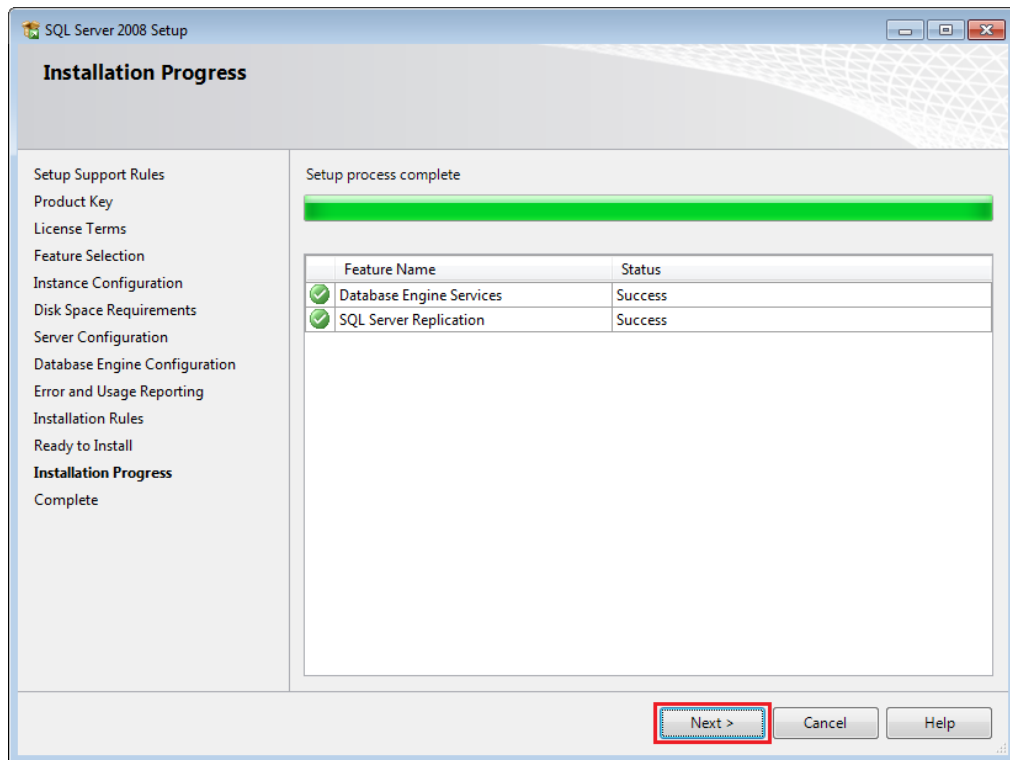 SQL Server 2008 Setup
Installation Progress
Setup Support Rules
Product Key
License Terms
Feature Selection
Instance Configuration
Disk Space Requirements
Server Configuration
Database Engine Configuration
Error and Usage Reporting
Installation Rules
Ready to Install
Installation Progress
Complete
Setup process complete
Feature Name Status
Database Engine Services Success
SQL Server Replication Success
Next > Cancel Help